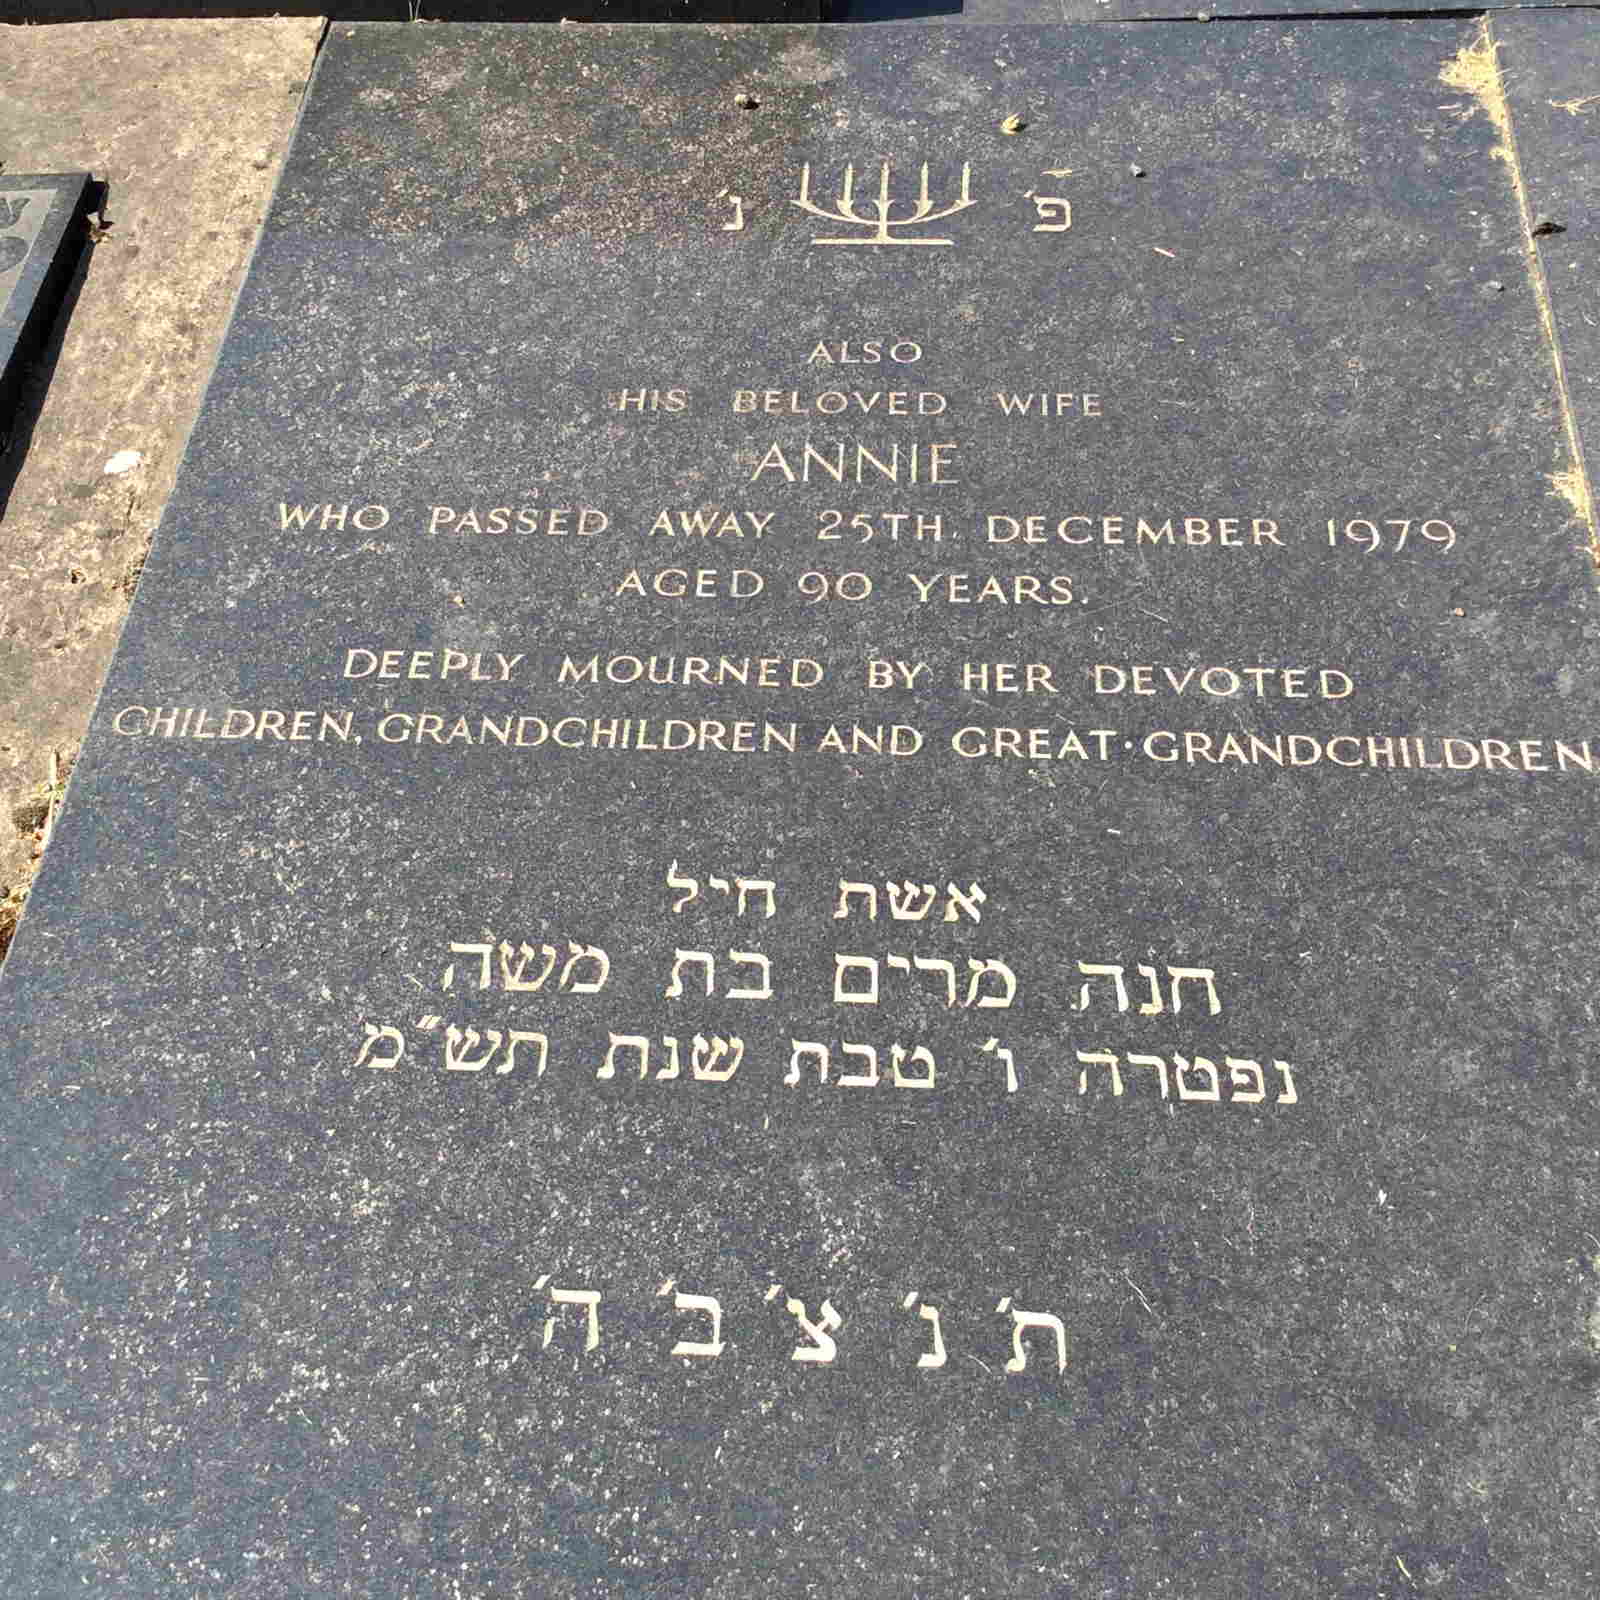 פ׳ נ׳
ALSO
HIS BELOVED WIFE
ANNIE
WHO PASSED AWAY 25TH. DECEMBER 1979
AGED 90 YEARS.
DEEPLY MOURNED BY HER DEVOTED
CHILDREN, GRANDCHILDREN AND GREAT·GRANDCHILDREN
אשת חיל
חנה מרים בת משה
נפטרה ו׳ טבת שנת תש״מ
ת׳ נ׳ צ׳ ב׳ ה׳